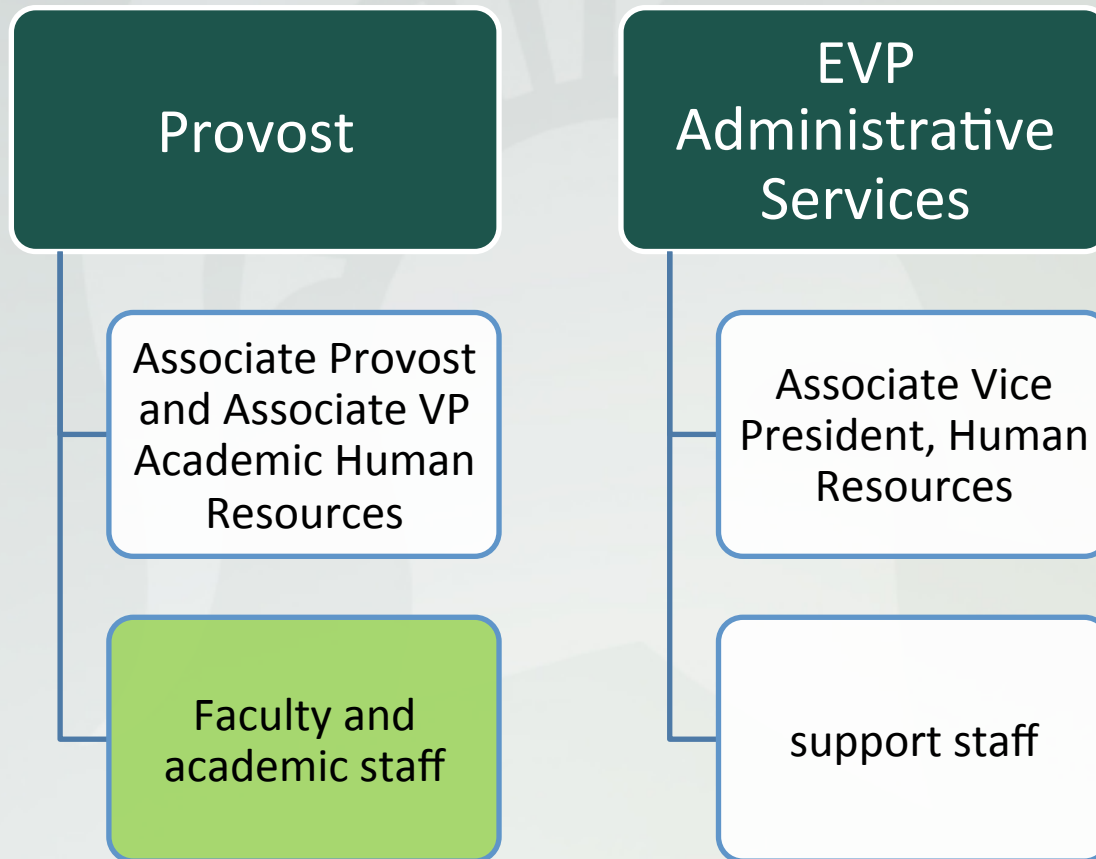 Provost
Associate Provost
and Associate VP
Academic Human
Resources
Faculty and
academic staff
EVP
Administrative
Services
Associate Vice
President, Human
Resources
support staff